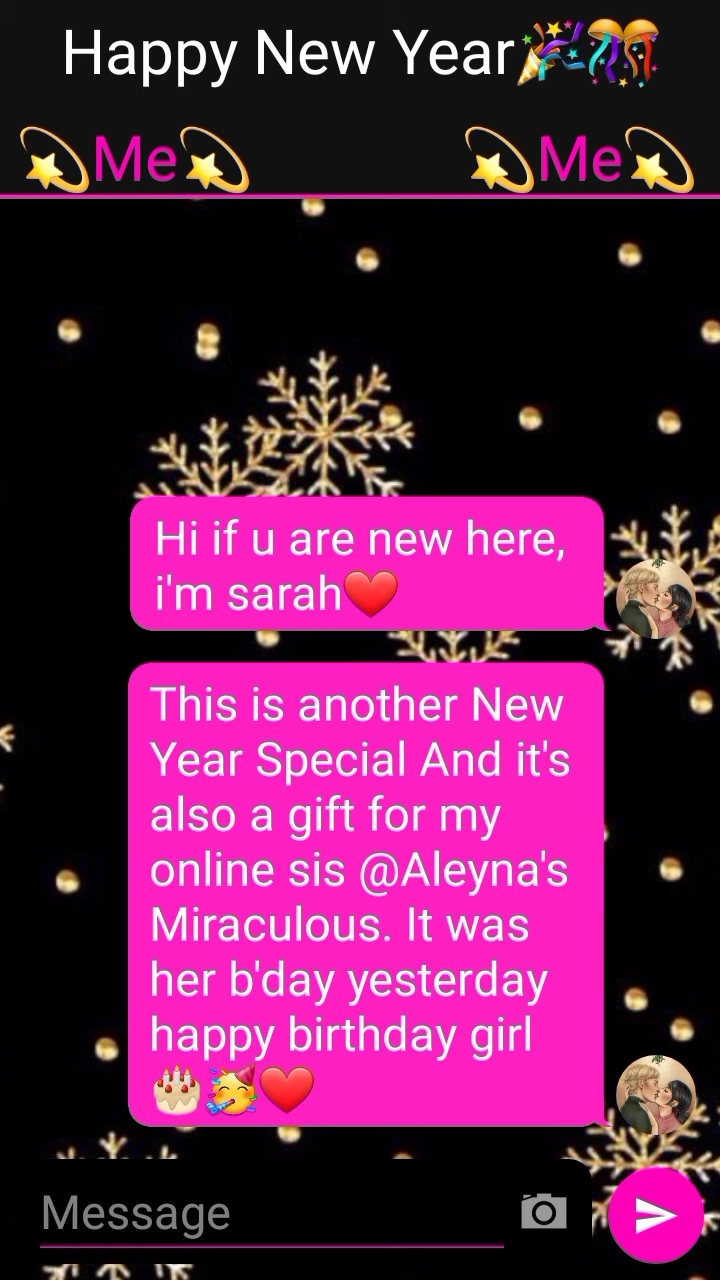 Happy New Year🎉🎊
💫Me💫 💫Me💫
Hi if u are new here,
i'm sarah❤️
This is another New
Year Special And it's
also a gift for my
online sis @Aleyna's
Miraculous. It was
her b'day yesterday
happy birthday girl
🎂🥳❤️
Message